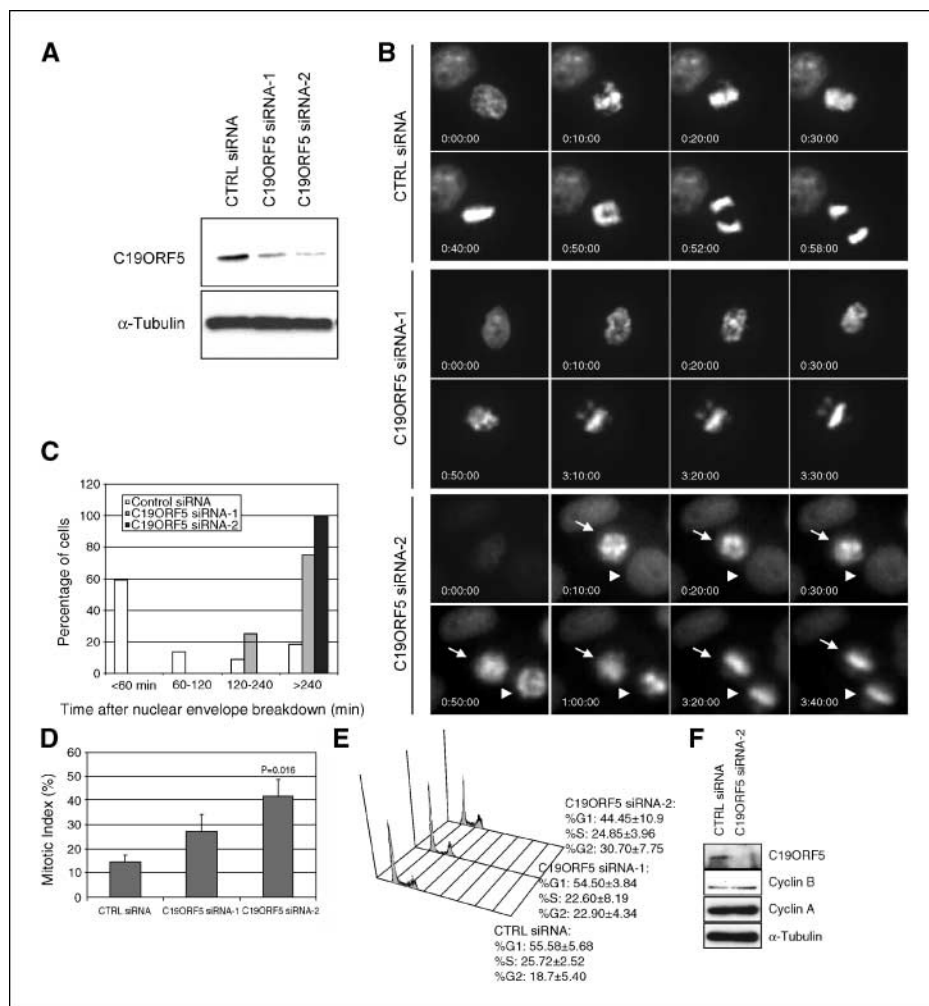 A
CTRL siRNA
C19ORF5 siRNA-1
C19ORF5 siRNA-2
C19ORF5
α-Tubulin
B
CTRL siRNA
0:00:00
0:10:00
0:20:00
0:30:00
0:40:00
0:50:00
0:52:00
0:58:00
C19ORF5 siRNA-1
0:00:00
0:10:00
0:20:00
0:30:00
0:50:00
3:10:00
3:20:00
3:30:00
C19ORF5 siRNA-2
0:00:00
0:10:00
0:20:00
0:30:00
0:50:00
1:00:00
3:20:00
3:40:00
C
Percentage of cells
120
100
80
60
40
20
0
Control siRNA
C19ORF5 siRNA-1
C19ORF5 siRNA-2
<60 min
60-120
120-240
>240
Time after nuclear envelope breakdown (min)
D
Mitotic Index (%)
60
50
40
30
20
10
0
P=0.016
CTRL siRNA
C19ORF5 siRNA-1
C19ORF5 siRNA-2
E
C19ORF5 siRNA-2:
%G1: 44.45±10.9
%S: 24.85±3.96
%G2: 30.70±7.75
C19ORF5 siRNA-1:
%G1: 54.50±3.84
%S: 22.60±8.19
%G2: 22.90±4.34
CTRL siRNA:
%G1: 55.58±5.68
%S: 25.72±2.52
%G2: 18.7±5.40
F
CTRL siRNA
C19ORF5 siRNA-2
C19ORF5
Cyclin B
Cyclin A
α-Tubulin